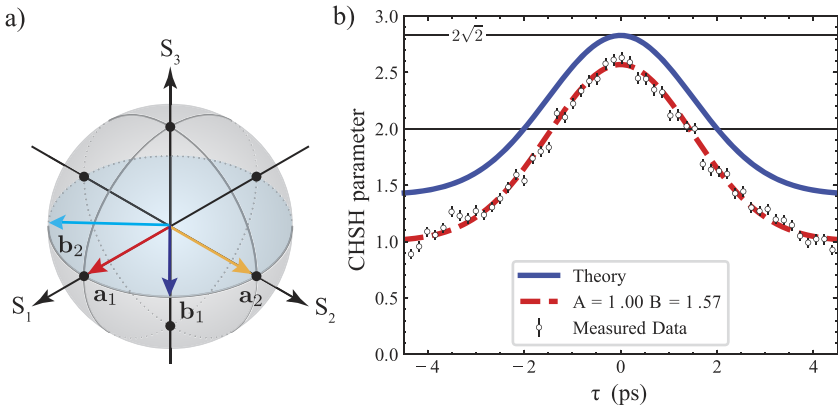 a)
S₃
b₂
a₁
b₁
a₂
S₁
S₂
b)
CHSH parameter
3.0
2.5
2.0
1.5
1.0
0.5
0.0
2√2
Theory
A = 1.00 B = 1.57
Measured Data
−4
−2
0
2
4
τ (ps)